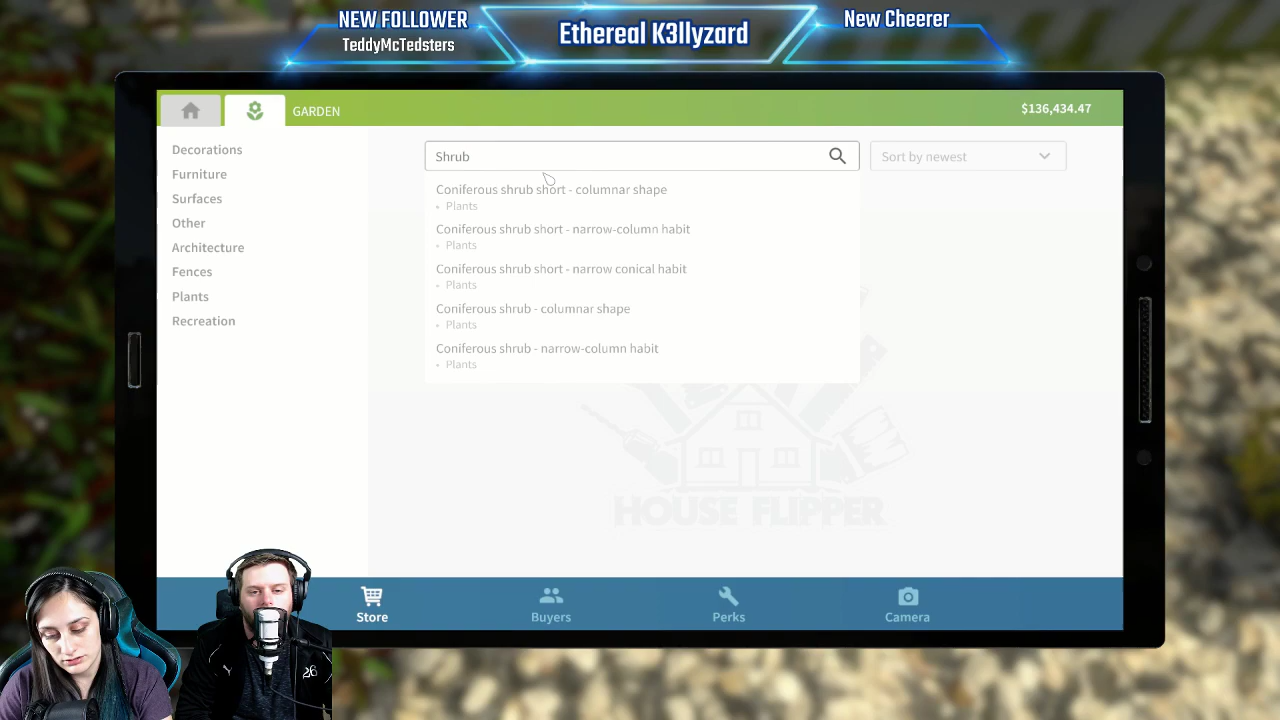 NEW FOLLOWER
TeddyMcTedsters
Ethereal K3llyzard
New Cheerer
GARDEN
$136,434.47
Decorations
Furniture
Surfaces
Other
Architecture
Fences
Plants
Recreation
Shrub
Sort by newest
Coniferous shrub short - columnar shape
• Plants
Coniferous shrub short - narrow-column habit
• Plants
Coniferous shrub short - narrow conical habit
• Plants
Coniferous shrub - columnar shape
• Plants
Coniferous shrub - narrow-column habit
• Plants
HOUSE FLIPPER
Store
Buyers
Perks
Camera
26